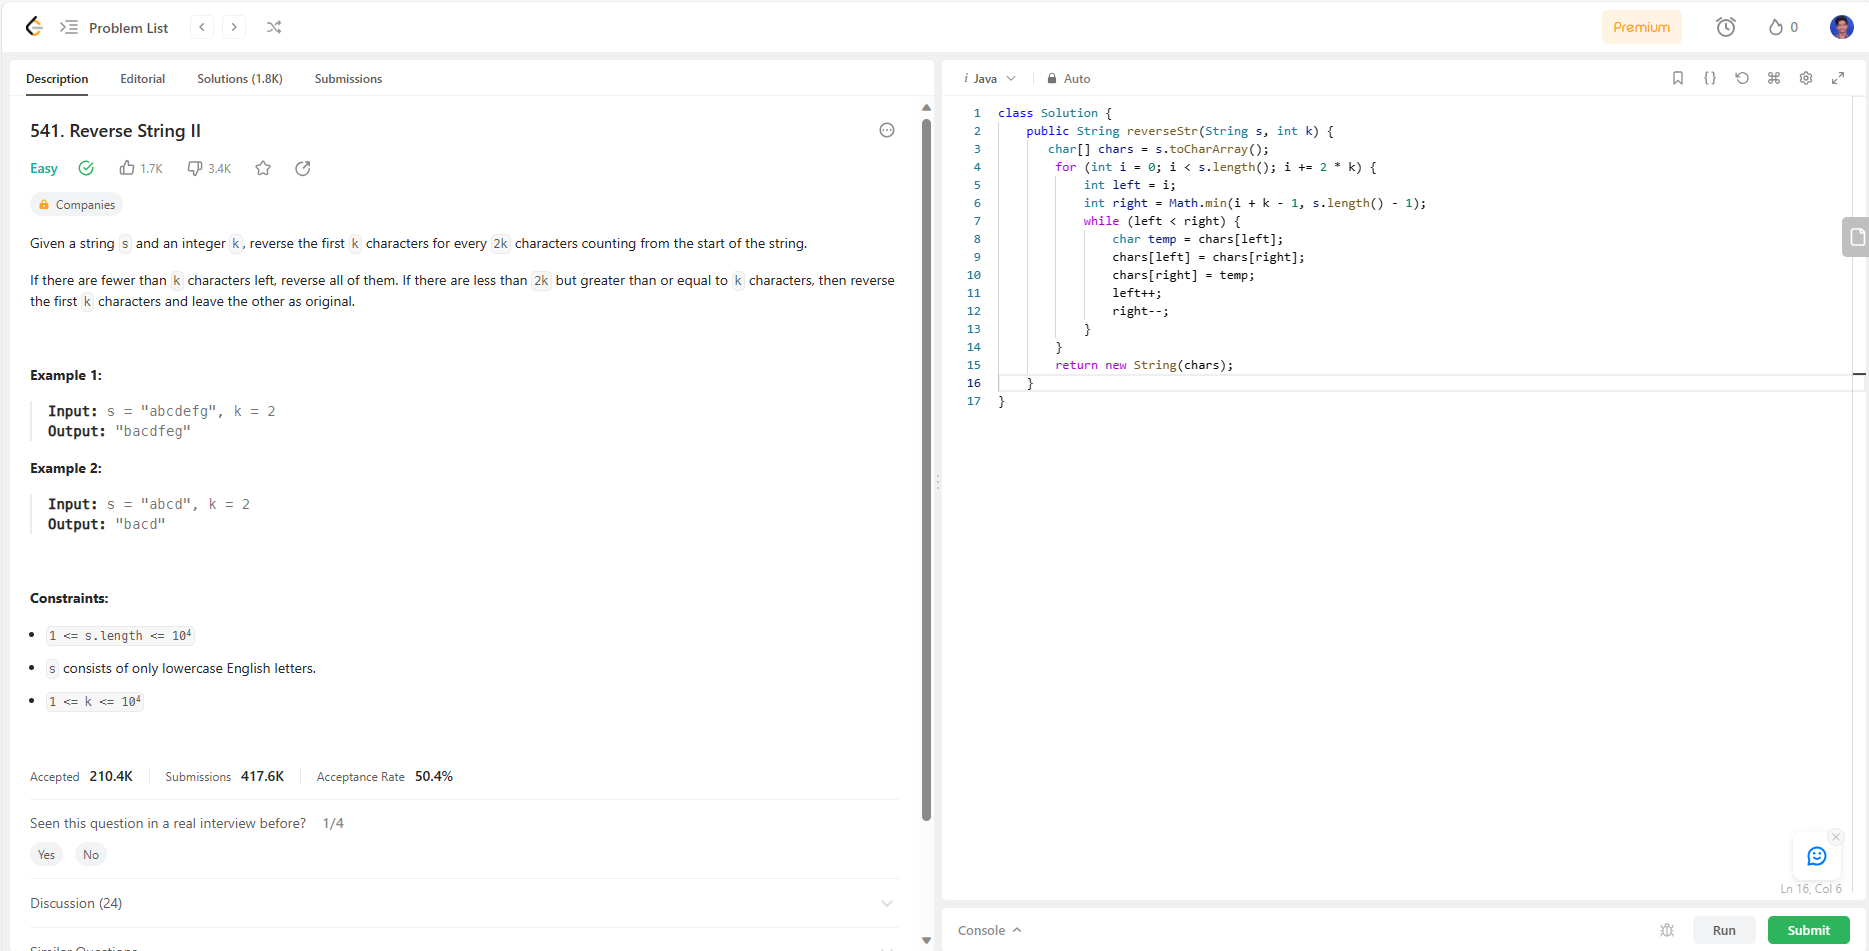 Problem List
Premium
0
Description Editorial Solutions (1.8K) Submissions
541. Reverse String II
Easy 1.7K 3.4K
Companies
Given a string s and an integer k, reverse the first k characters for every 2k characters counting from the start of the string.
If there are fewer than k characters left, reverse all of them. If there are less than 2k but greater than or equal to k characters, then reverse
the first k characters and leave the other as original.
Example 1:
Input: s = "abcdefg", k = 2
Output: "bacdfeg"
Example 2:
Input: s = "abcd", k = 2
Output: "bacd"
Constraints:
• 1 <= s.length <= 10⁴
• s consists of only lowercase English letters.
• 1 <= k <= 10⁴
Accepted 210.4K Submissions 417.6K Acceptance Rate 50.4%
Seen this question in a real interview before? 1/4
Yes No
Discussion (24)
Similar Questions
i Java Auto
1 class Solution {
2 public String reverseStr(String s, int k) {
3 char[] chars = s.toCharArray();
4 for (int i = 0; i < s.length(); i += 2 * k) {
5 int left = i;
6 int right = Math.min(i + k - 1, s.length() - 1);
7 while (left < right) {
8 char temp = chars[left];
9 chars[left] = chars[right];
10 chars[right] = temp;
11 left++;
12 right--;
13 }
14 }
15 return new String(chars);
16 }
17 }
Ln 16, Col 6
Console Run Submit